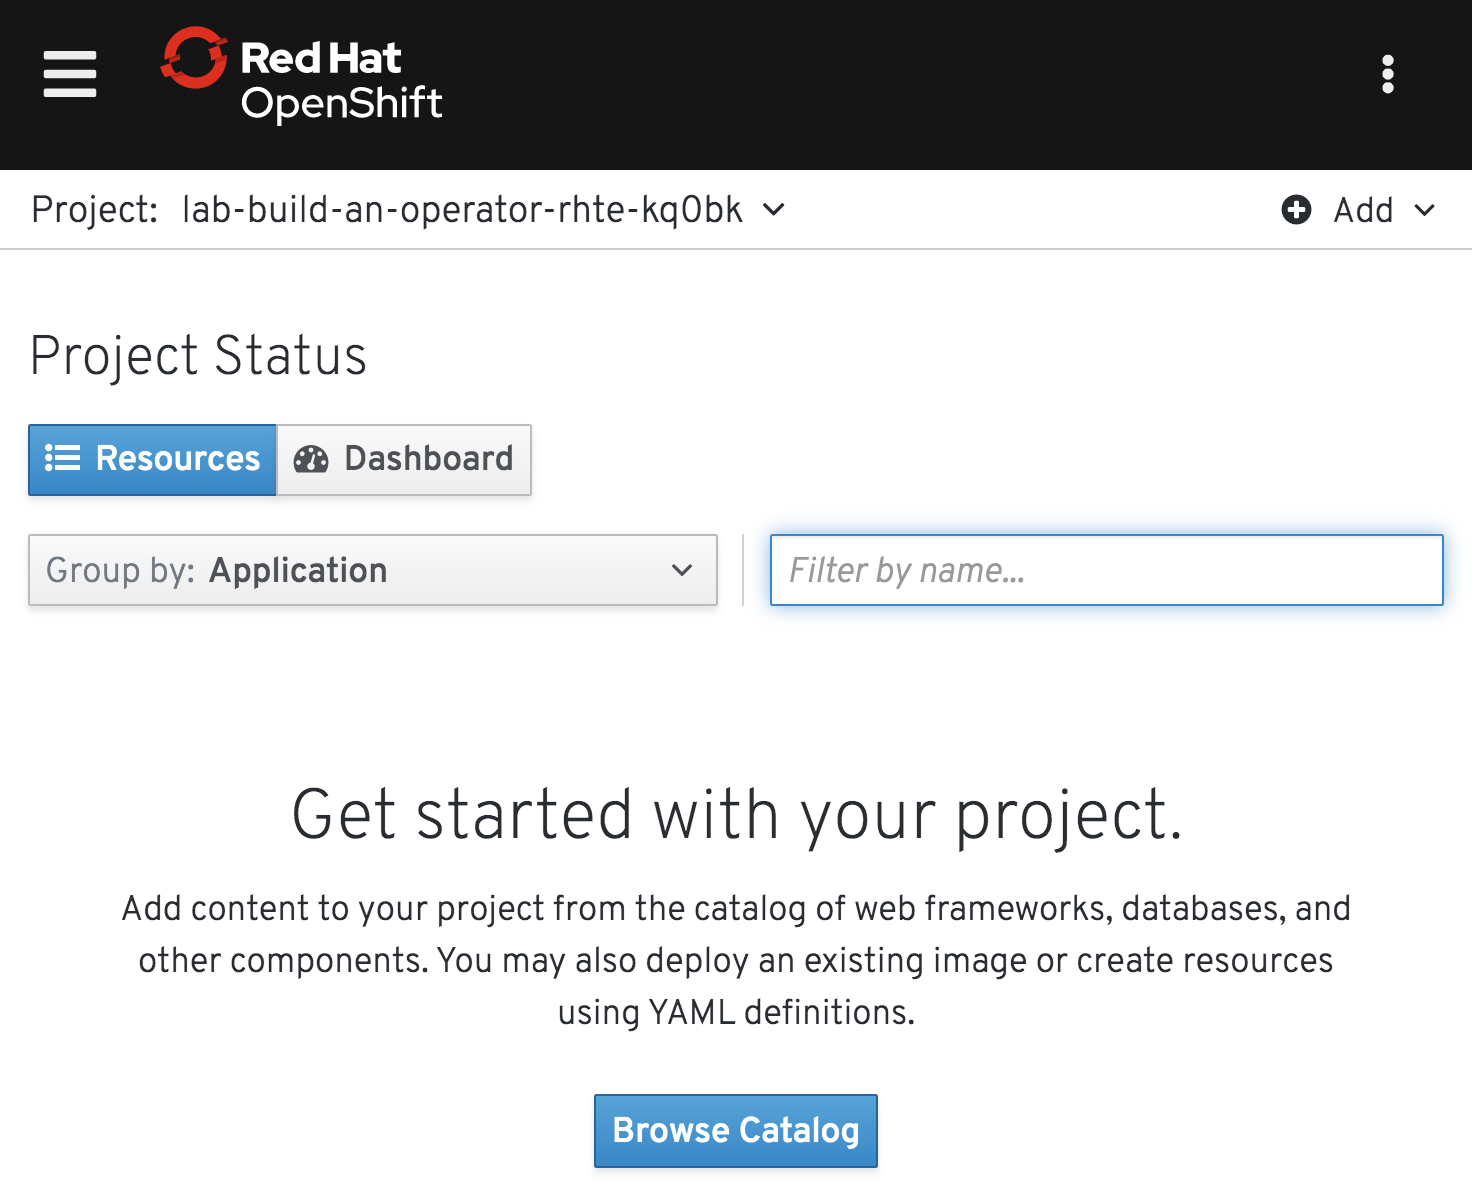 Red Hat
OpenShift
Project: lab-build-an-operator-rhte-kq0bk
Add
Project Status
Resources
Dashboard
Group by: Application
Filter by name...
Get started with your project.
Add content to your project from the catalog of web frameworks, databases, and
other components. You may also deploy an existing image or create resources
using YAML definitions.
Browse Catalog